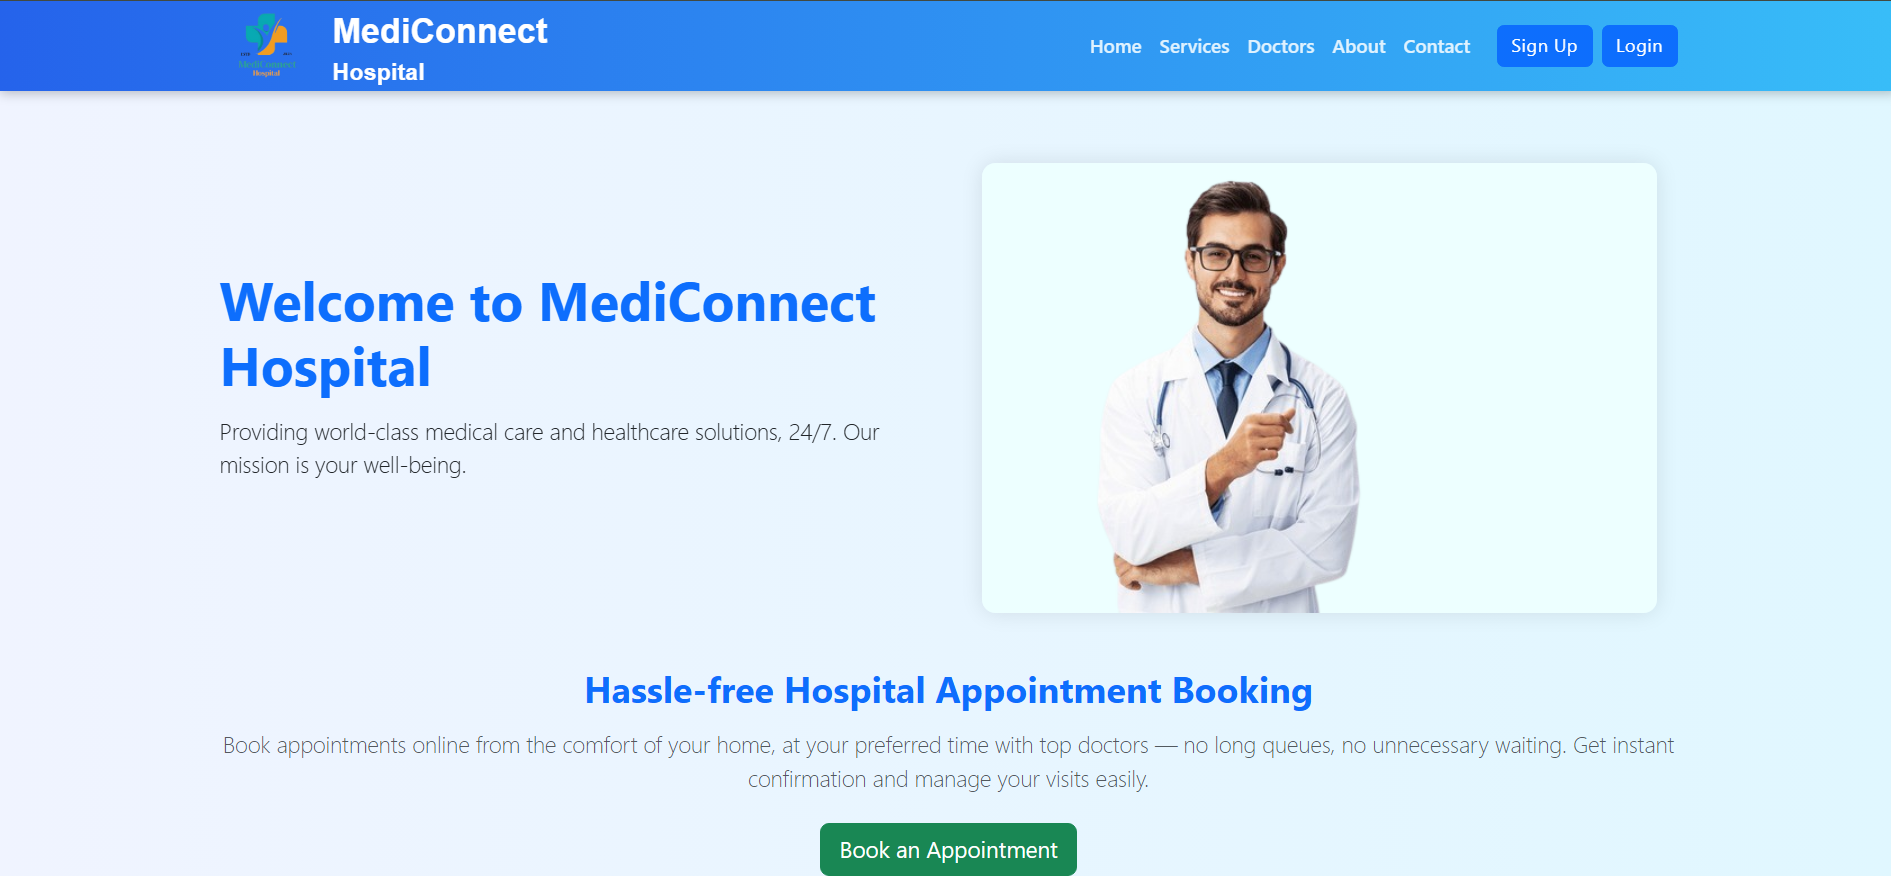 MediConnect
Hospital
MediConnect
Hospital
Home Services Doctors About Contact Sign Up Login
Welcome to MediConnect
Hospital
Providing world-class medical care and healthcare solutions, 24/7. Our
mission is your well-being.
Hassle-free Hospital Appointment Booking
Book appointments online from the comfort of your home, at your preferred time with top doctors — no long queues, no unnecessary waiting. Get instant
confirmation and manage your visits easily.
Book an Appointment